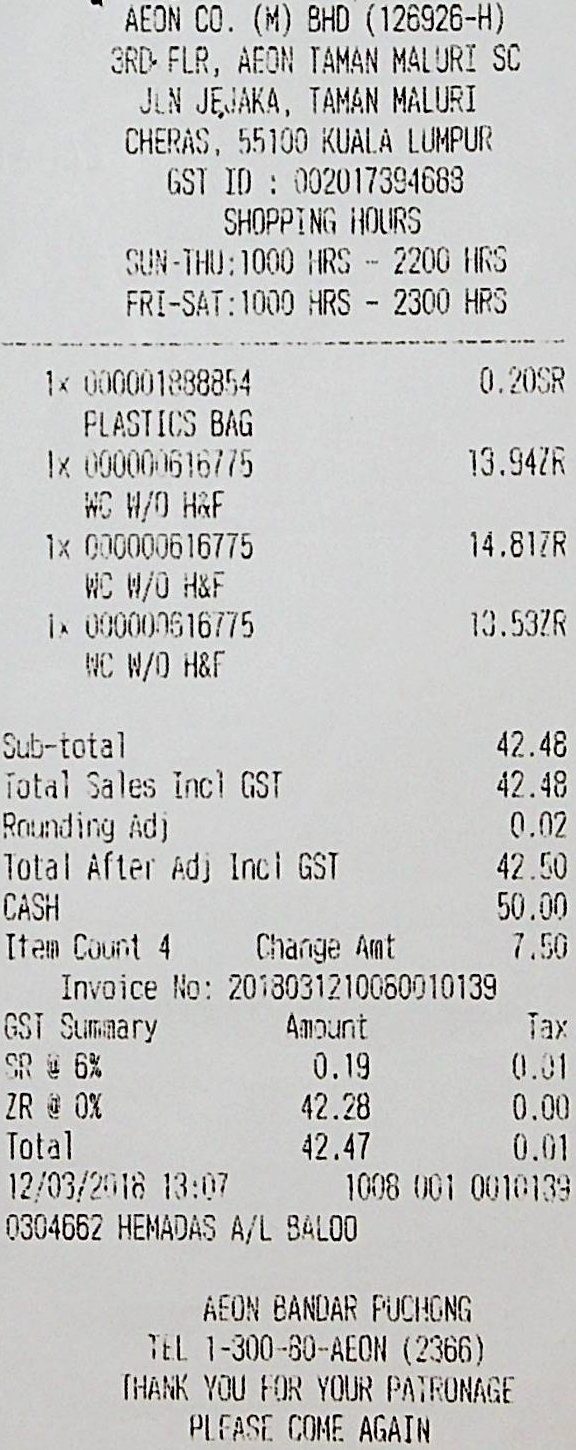 AEON CO. (M) BHD (126926-H)
3RD FLR, AEON TAMAN MALURI SC
JLN JEJAKA, TAMAN MALURI
CHERAS, 55100 KUALA LUMPUR
GST ID : 002017394688
SHOPPING HOURS
SUN-THU:1000 HRS - 2200 HRS
FRI-SAT:1000 HRS - 2300 HRS
1x 000001888854 0.20SR
PLASTICS BAG
1x 000000616775 13.94ZR
WC W/O H&F
1x 000000616775 14.81ZR
WC W/O H&F
1x 000000616775 13.53ZR
WC W/O H&F
Sub-total 42.48
Total Sales Incl GST 42.48
Rounding Adj 0.02
Total After Adj Incl GST 42.50
CASH 50.00
Item Count 4 Change Amt 7.50
Invoice No: 2018031210080010139
GST Summary Amount Tax
SR @ 6% 0.19 0.01
ZR @ 0% 42.28 0.00
Total 42.47 0.01
12/03/2018 13:07 1008 001 0010139
0304662 HEMADAS A/L BALOO
AEON BANDAR PUCHONG
TEL 1-300-80-AEON (2366)
THANK YOU FOR YOUR PATRONAGE
PLEASE COME AGAIN